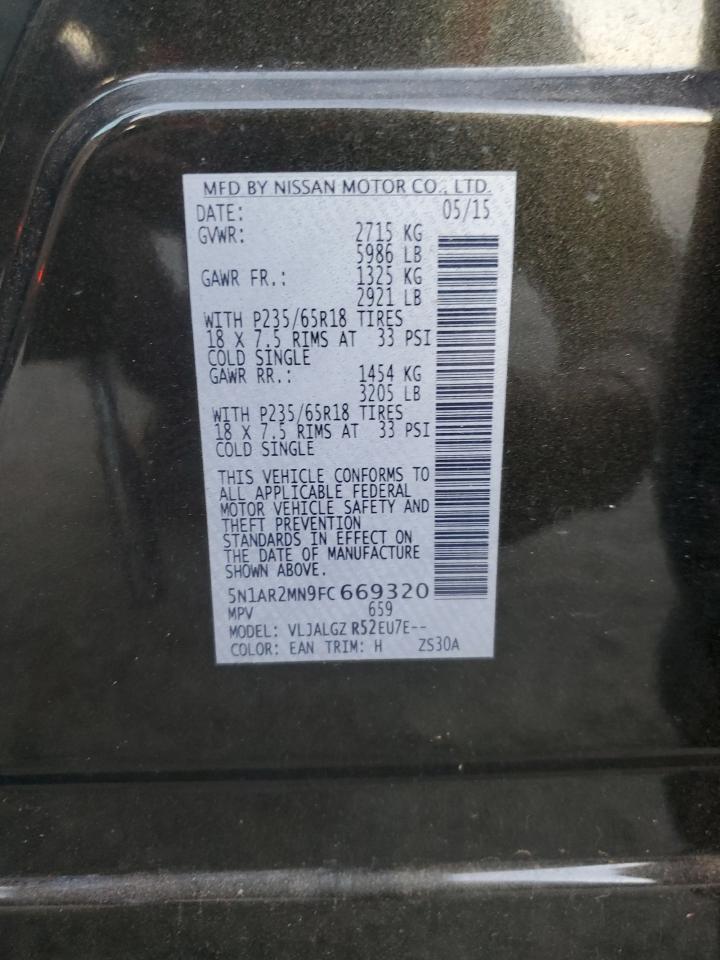 MFD BY NISSAN MOTOR CO., LTD.
DATE: 05/15
GVWR: 2715 KG
5986 LB
GAWR FR.: 1325 KG
2921 LB
WITH P235/65R18 TIRES
18 X 7.5 RIMS AT 33 PSI
COLD SINGLE
GAWR RR.: 1454 KG
3205 LB
WITH P235/65R18 TIRES
18 X 7.5 RIMS AT 33 PSI
COLD SINGLE
THIS VEHICLE CONFORMS TO
ALL APPLICABLE FEDERAL
MOTOR VEHICLE SAFETY AND
THEFT PREVENTION
STANDARDS IN EFFECT ON
THE DATE OF MANUFACTURE
SHOWN ABOVE.
5N1AR2MN9FC669320
MPV 659
MODEL: VLJALGZ R52EU7E--
COLOR: EAN TRIM: H ZS30A